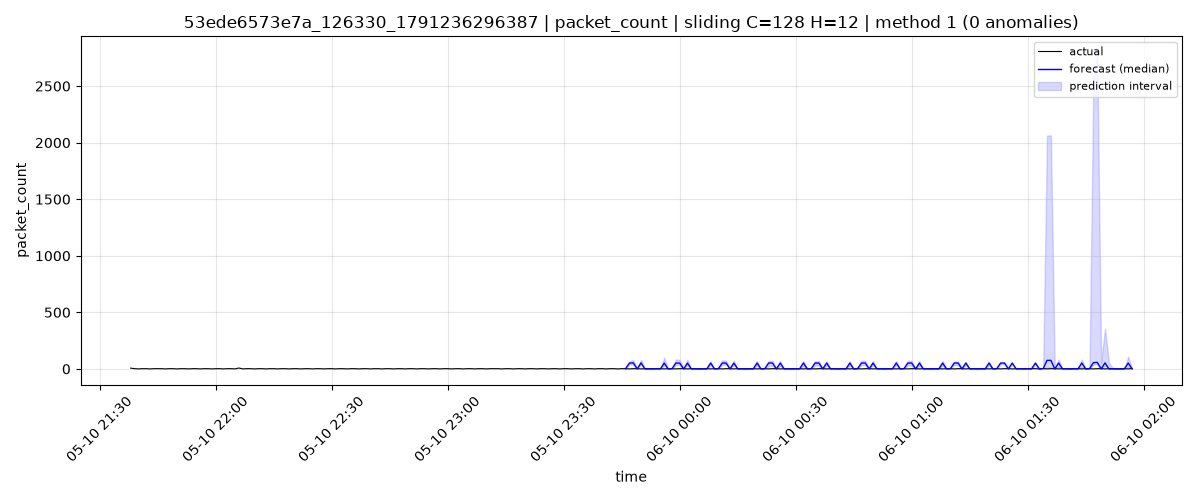 53ede6573e7a_126330_1791236296387 | packet_count | sliding C=128 H=12 | method 1 (0 anomalies)
actual
forecast (median)
prediction interval
packet_count
2500
2000
1500
1000
500
0
05-10 21:30
05-10 22:00
05-10 22:30
05-10 23:00
05-10 23:30
06-10 00:00
06-10 00:30
06-10 01:00
06-10 01:30
06-10 02:00
time